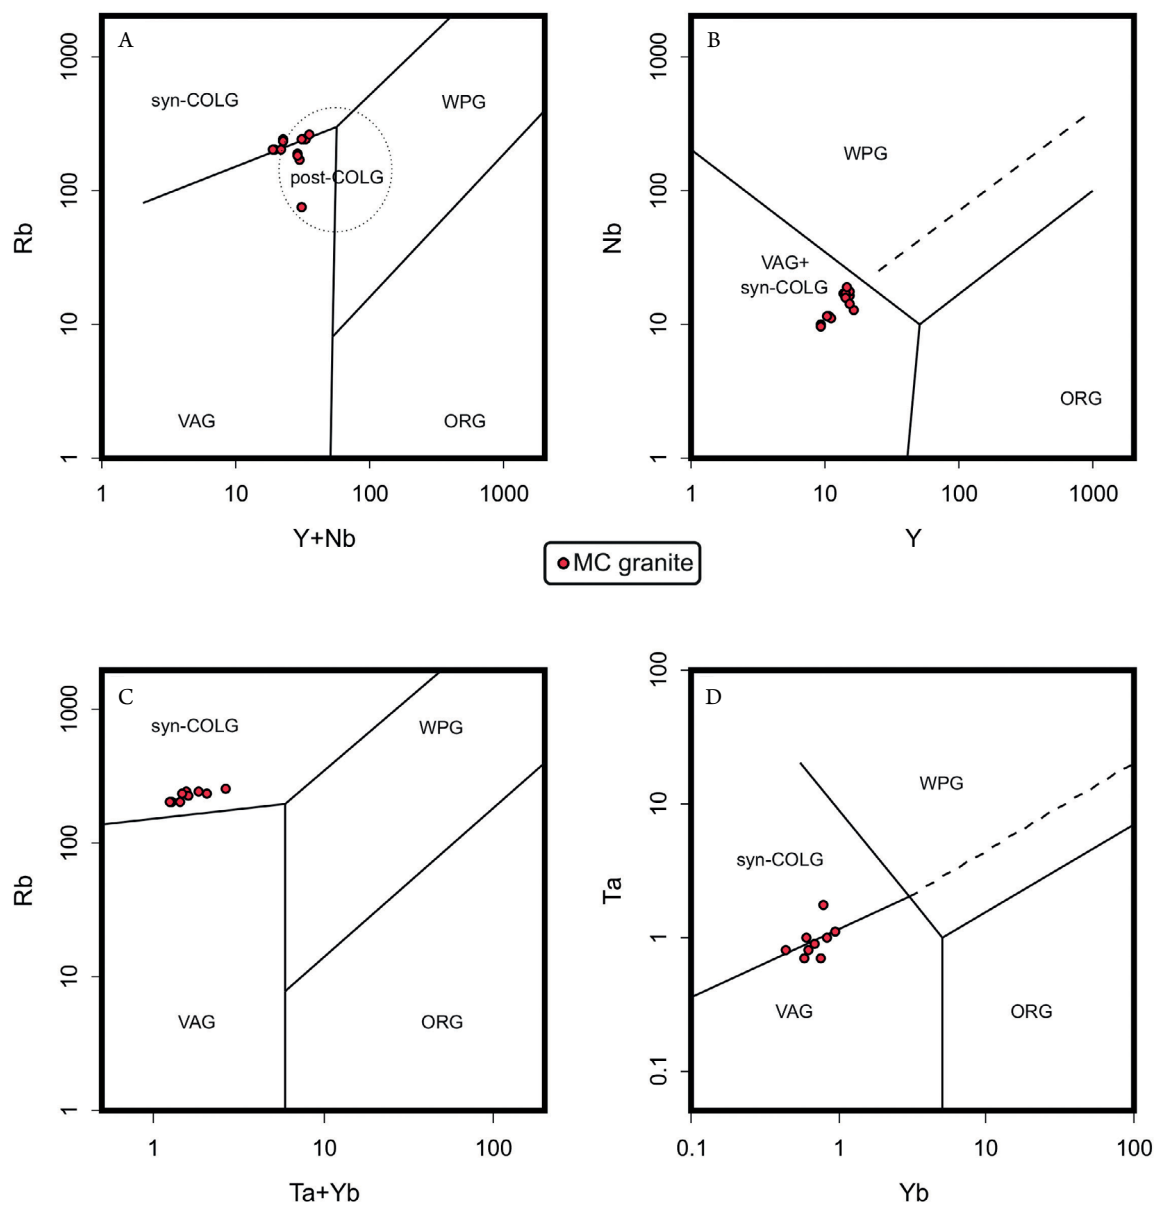 A
B
1000
1000
syn-COLG
WPG
WPG
100
post-COLG
100
Rb
Nb
VAG+
syn-COLG
10
10
VAG
ORG
ORG
1
1
1
10
100
1000
1
10
100
1000
Y+Nb
Y
MC granite
C
D
100
1000
syn-COLG
WPG
WPG
10
100
syn-COLG
Rb
Ta
1
10
VAG
ORG
VAG
ORG
0.1
1
1
10
100
0.1
1
10
100
Ta+Yb
Yb